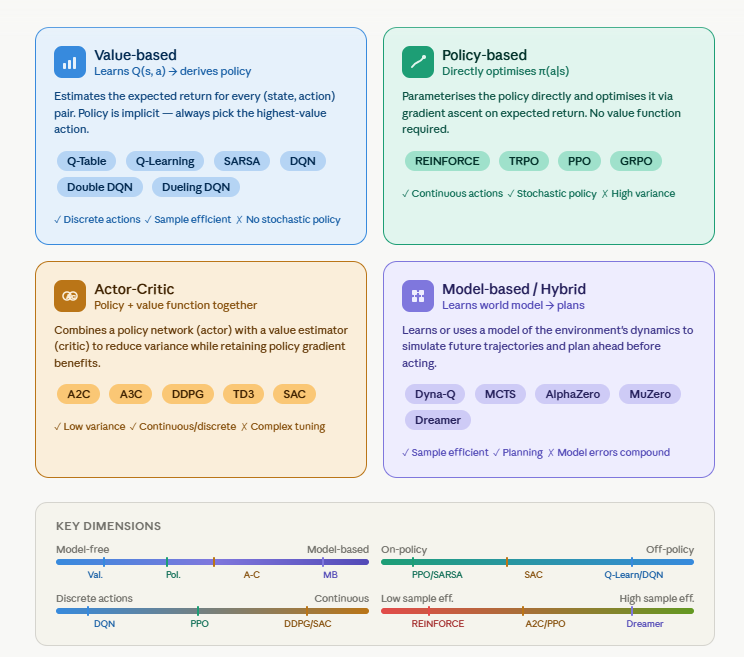 Value-based
Learns Q(s, a) → derives policy
Estimates the expected return for every (state, action)
pair. Policy is implicit — always pick the highest-value
action.
Q-Table Q-Learning SARSA DQN
Double DQN Dueling DQN
✓ Discrete actions ✓ Sample efficient ✗ No stochastic policy
Policy-based
Directly optimises π(a|s)
Parameterises the policy directly and optimises it via
gradient ascent on expected return. No value function
required.
REINFORCE TRPO PPO GRPO
✓ Continuous actions ✓ Stochastic policy ✗ High variance
Actor-Critic
Policy + value function together
Combines a policy network (actor) with a value estimator
(critic) to reduce variance while retaining policy gradient
benefits.
A2C A3C DDPG TD3 SAC
✓ Low variance ✓ Continuous/discrete ✗ Complex tuning
Model-based / Hybrid
Learns world model → plans
Learns or uses a model of the environment's dynamics to
simulate future trajectories and plan ahead before
acting.
Dyna-Q MCTS AlphaZero MuZero
Dreamer
✓ Sample efficient ✓ Planning ✗ Model errors compound
KEY DIMENSIONS
Model-free Model-based
Val. Pol. A-C MB
On-policy Off-policy
PPO/SARSA SAC Q-Learn/DQN
Discrete actions Continuous
DQN PPO DDPG/SAC
Low sample eff. High sample eff.
REINFORCE A2C/PPO Dreamer